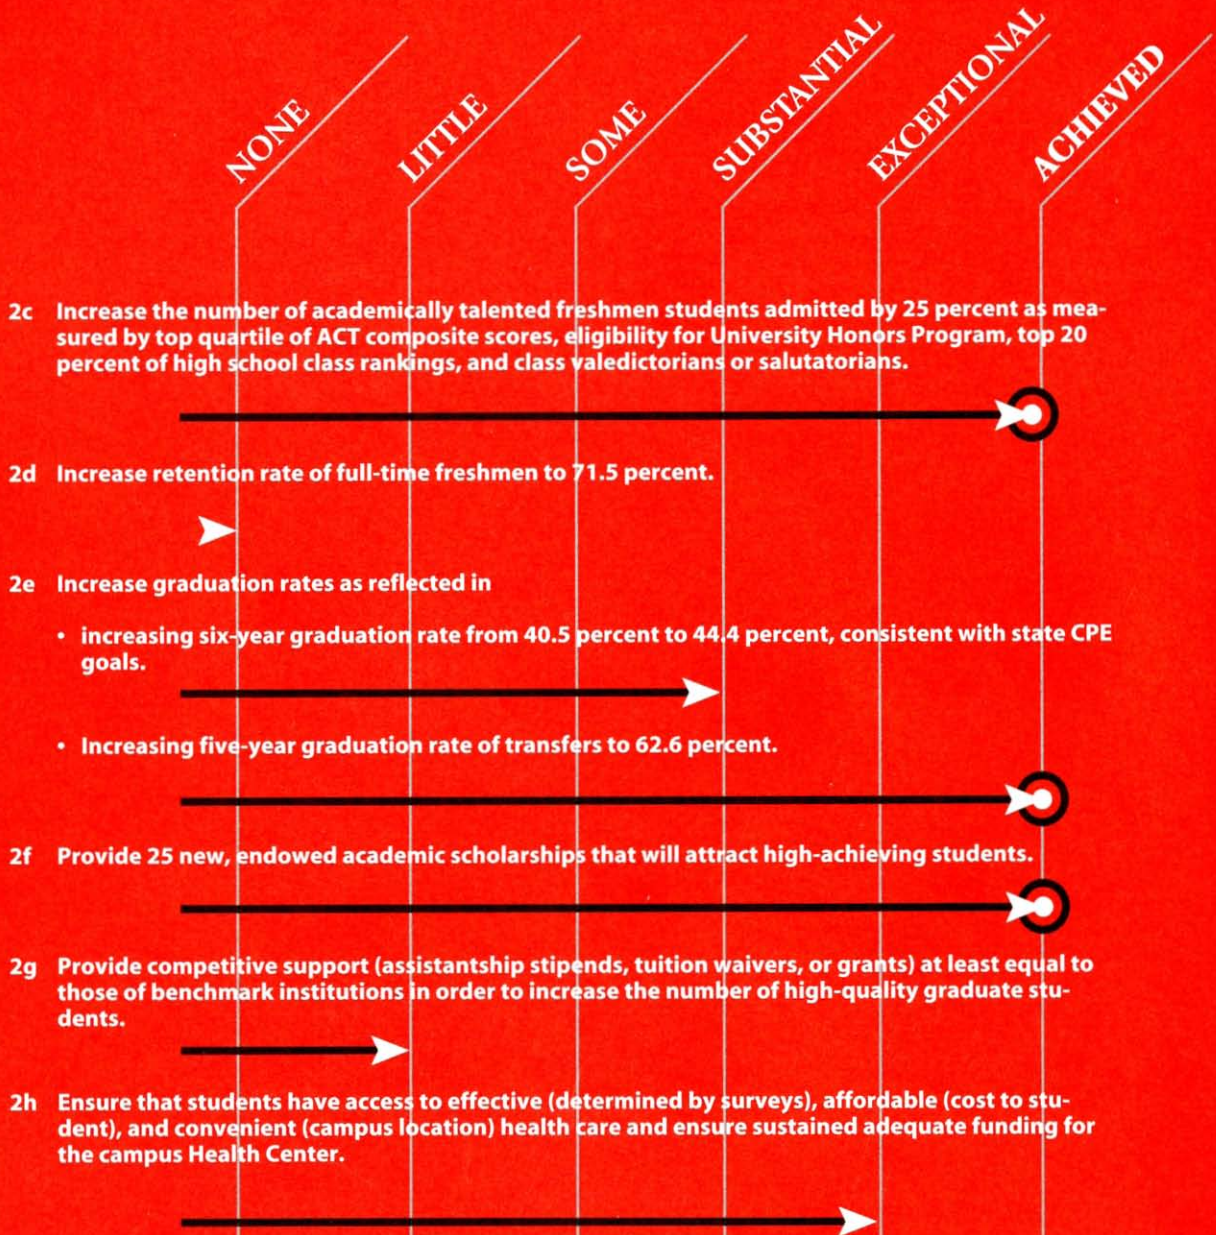 NONE
LITTLE
SOME
SUBSTANTIAL
EXCEPTIONAL
ACHIEVED
2c Increase the number of academically talented freshmen students admitted by 25 percent as mea-
sured by top quartile of ACT composite scores, eligibility for University Honors Program, top 20
percent of high school class rankings, and class valedictorians or salutatorians.
2d Increase retention rate of full-time freshmen to 71.5 percent.
2e Increase graduation rates as reflected in
• increasing six-year graduation rate from 40.5 percent to 44.4 percent, consistent with state CPE
goals.
• Increasing five-year graduation rate of transfers to 62.6 percent.
2f Provide 25 new, endowed academic scholarships that will attract high-achieving students.
2g Provide competitive support (assistantship stipends, tuition waivers, or grants) at least equal to
those of benchmark institutions in order to increase the number of high-quality graduate stu-
dents.
2h Ensure that students have access to effective (determined by surveys), affordable (cost to stu-
dent), and convenient (campus location) health care and ensure sustained adequate funding for
the campus Health Center.